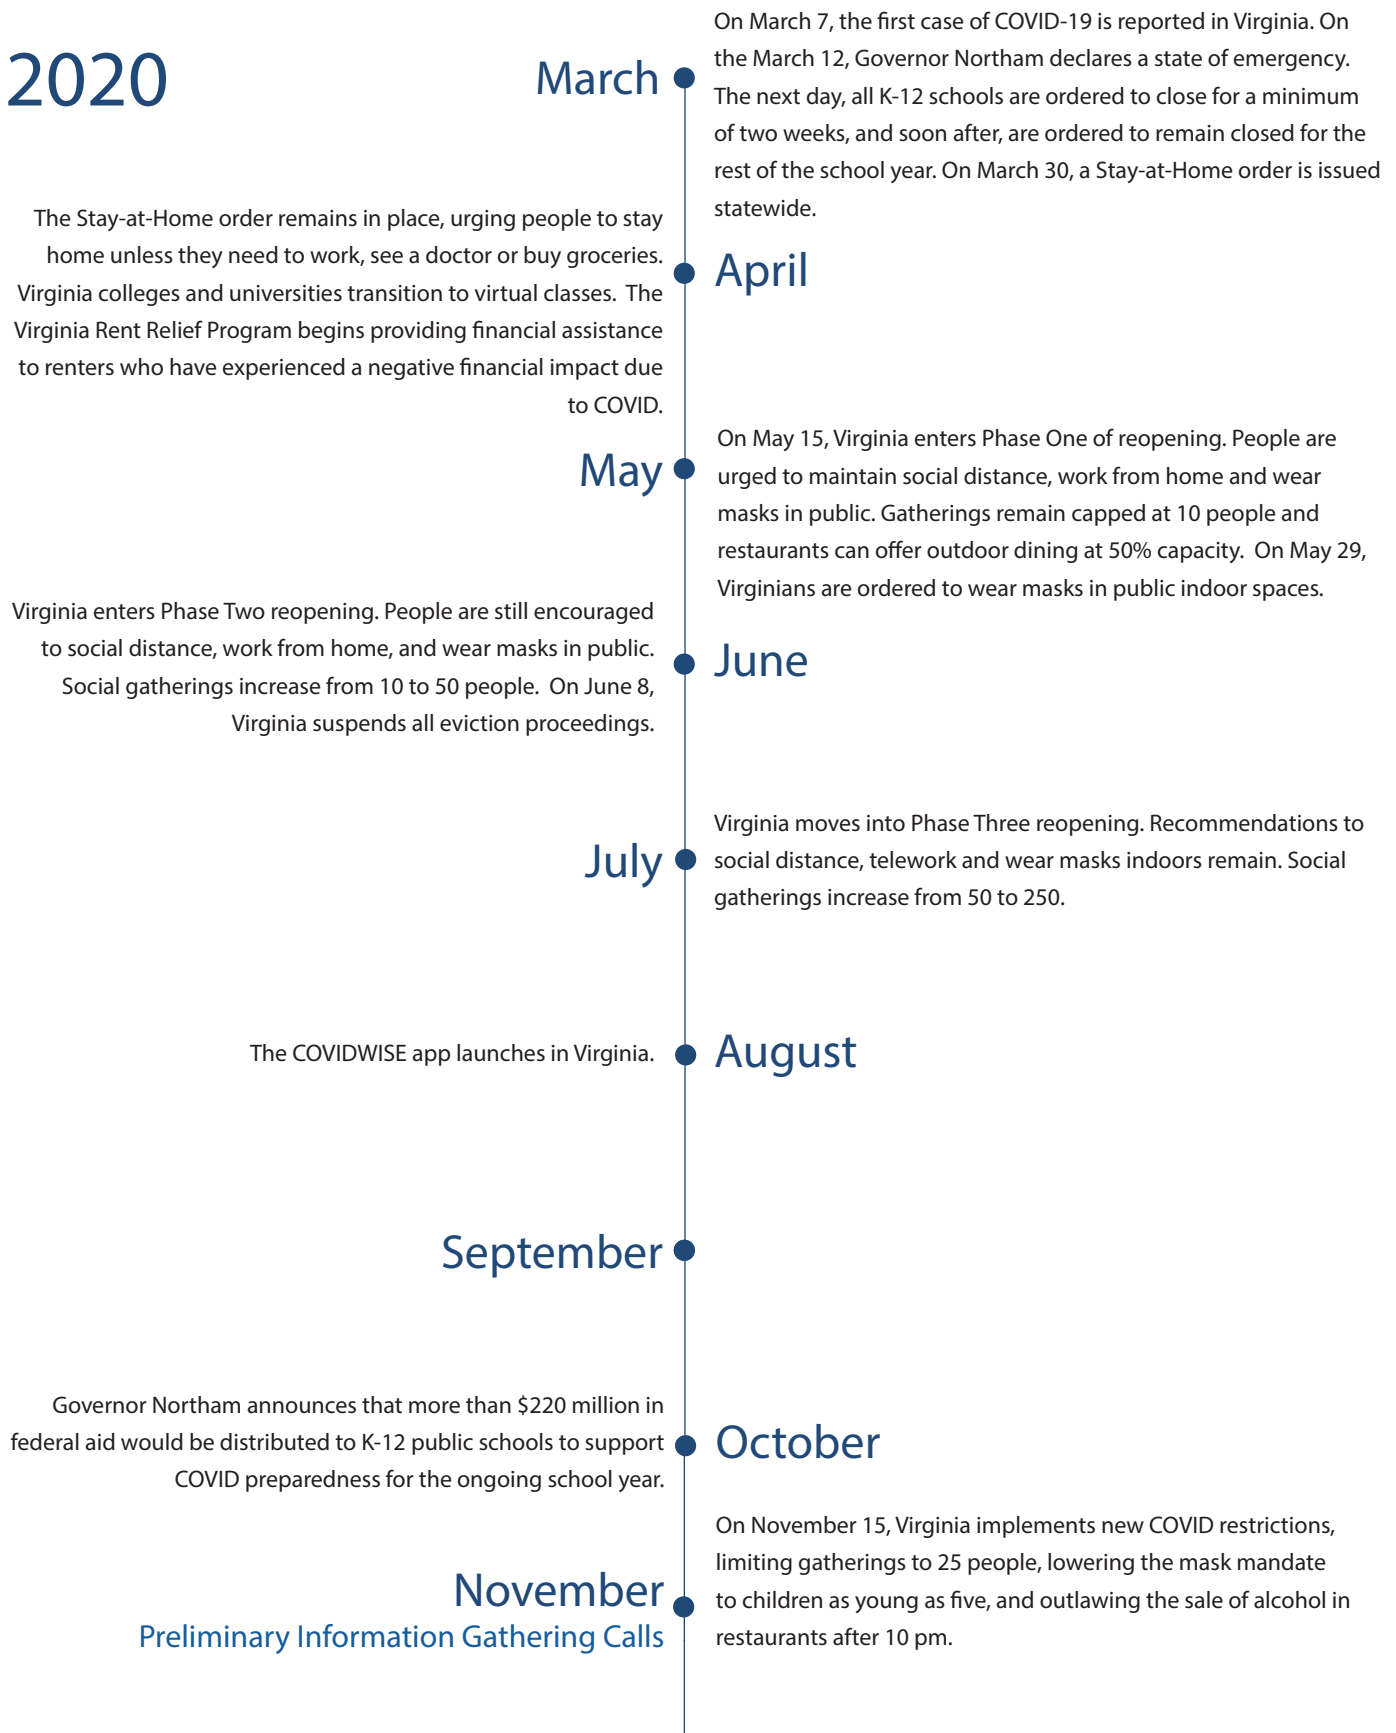 2020
March
On March 7, the first case of COVID-19 is reported in Virginia. On
the March 12, Governor Northam declares a state of emergency.
The next day, all K-12 schools are ordered to close for a minimum
of two weeks, and soon after, are ordered to remain closed for the
rest of the school year. On March 30, a Stay-at-Home order is issued
statewide.
April
The Stay-at-Home order remains in place, urging people to stay
home unless they need to work, see a doctor or buy groceries.
Virginia colleges and universities transition to virtual classes. The
Virginia Rent Relief Program begins providing financial assistance
to renters who have experienced a negative financial impact due
to COVID.
May
On May 15, Virginia enters Phase One of reopening. People are
urged to maintain social distance, work from home and wear
masks in public. Gatherings remain capped at 10 people and
restaurants can offer outdoor dining at 50% capacity. On May 29,
Virginians are ordered to wear masks in public indoor spaces.
June
Virginia enters Phase Two reopening. People are still encouraged
to social distance, work from home, and wear masks in public.
Social gatherings increase from 10 to 50 people. On June 8,
Virginia suspends all eviction proceedings.
July
Virginia moves into Phase Three reopening. Recommendations to
social distance, telework and wear masks indoors remain. Social
gatherings increase from 50 to 250.
August
The COVIDWISE app launches in Virginia.
September
October
Governor Northam announces that more than $220 million in
federal aid would be distributed to K-12 public schools to support
COVID preparedness for the ongoing school year.
November
Preliminary Information Gathering Calls
On November 15, Virginia implements new COVID restrictions,
limiting gatherings to 25 people, lowering the mask mandate
to children as young as five, and outlawing the sale of alcohol in
restaurants after 10 pm.